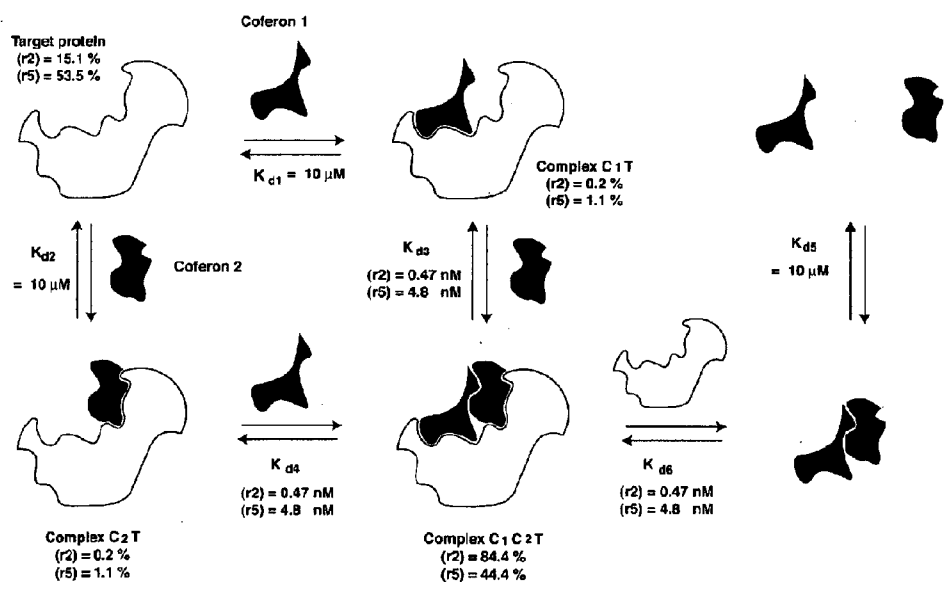 Coferon 1
Target protein
(r2) = 15.1 %
(r5) = 53.5 %
K d1 = 10 µM
Complex C 1 T
(r2) = 0.2 %
(r5) = 1.1 %
K d2
= 10 µM
Coferon 2
K d3
(r2) = 0.47 nM
(r5) = 4.8 nM
K d5
= 10 µM
K d4
(r2) = 0.47 nM
(r5) = 4.8 nM
K d6
(r2) = 0.47 nM
(r5) = 4.8 nM
Complex C 2 T
(r2) = 0.2 %
(r5) = 1.1 %
Complex C 1 C 2 T
(r2) = 84.4 %
(r5) = 44.4 %